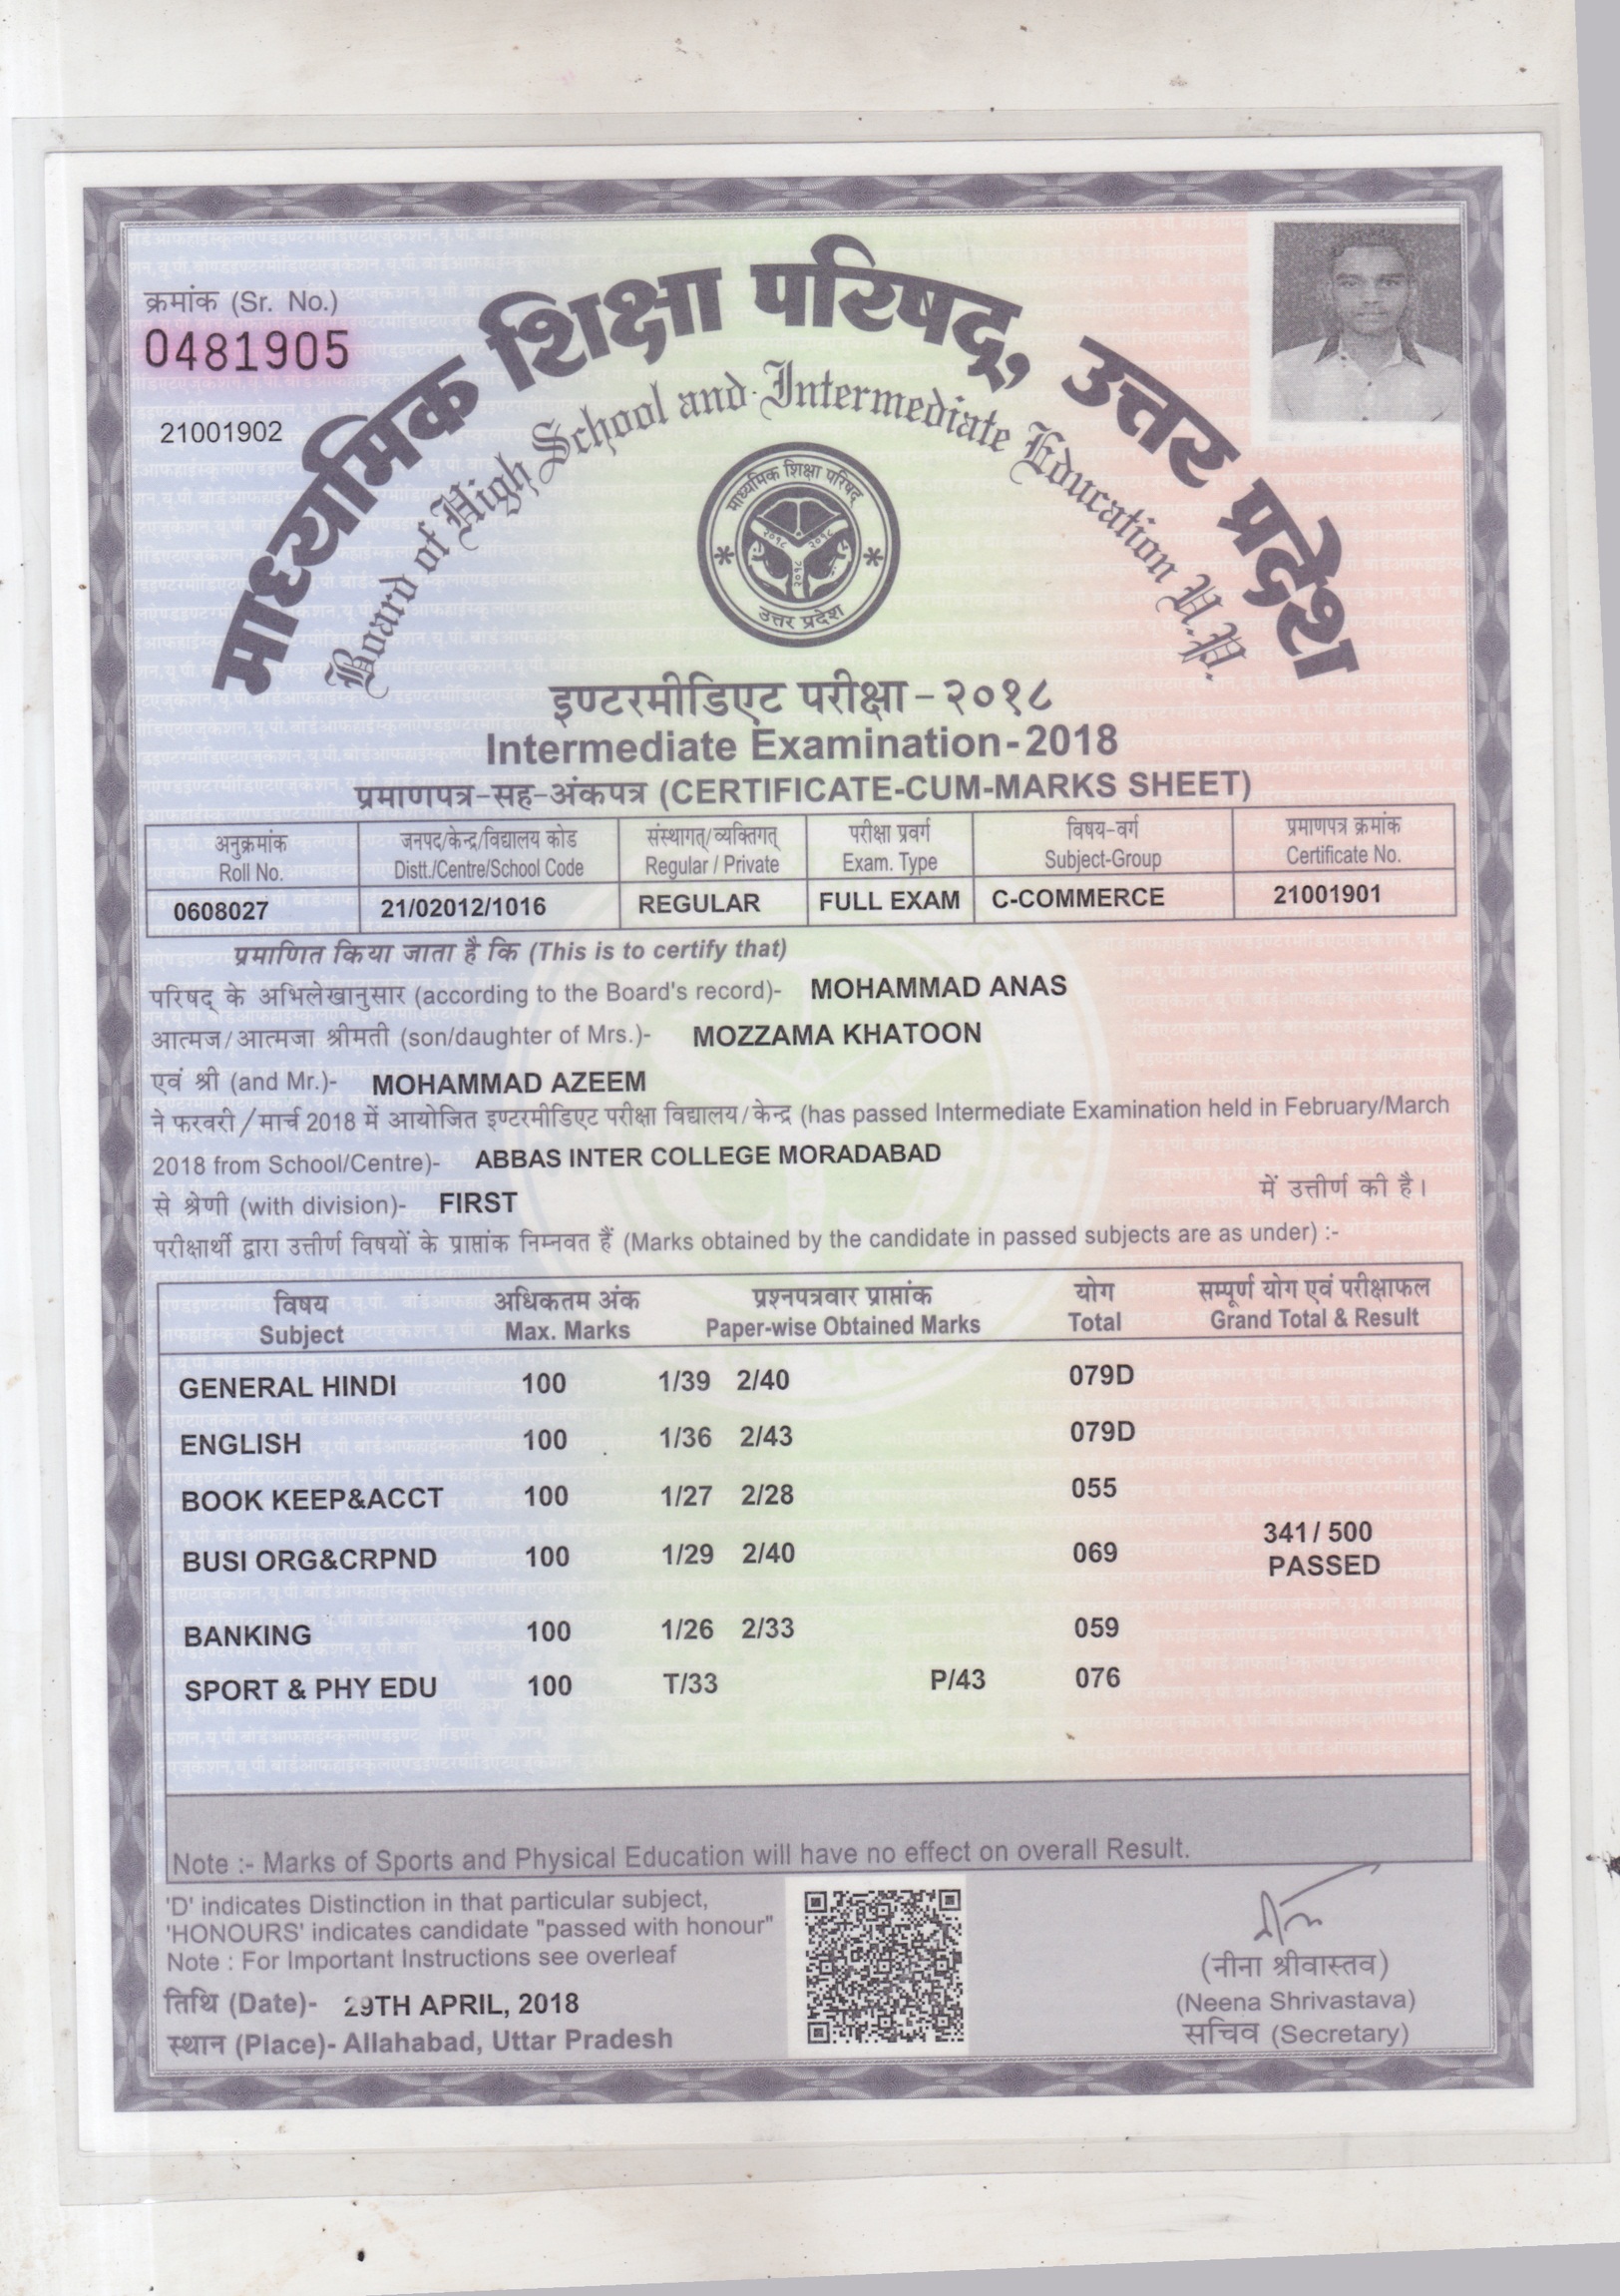 क्रमांक (Sr. No.)
0481905
21001902
माध्यमिक शिक्षा परिषद्, उत्तर प्रदेश
Board of High School and Intermediate Education U.P.
माध्यमिक शिक्षा परिषद्
२०१८ २०१८
२०१८
उत्तर प्रदेश
इण्टरमीडिएट परीक्षा - २०१८
Intermediate Examination - 2018
प्रमाणपत्र-सह-अंकपत्र (CERTIFICATE-CUM-MARKS SHEET)
अनुक्रमांक जनपद/केन्द्र/विद्यालय कोड संस्थागत्/व्यक्तिगत् परीक्षा प्रवर्ग विषय-वर्ग प्रमाणपत्र क्रमांक
Roll No. Distt./Centre/School Code Regular / Private Exam. Type Subject-Group Certificate No.
0608027 21/02012/1016 REGULAR FULL EXAM C-COMMERCE 21001901
प्रमाणित किया जाता है कि (This is to certify that)
परिषद् के अभिलेखानुसार (according to the Board's record)- MOHAMMAD ANAS
आत्मज/आत्मजा श्रीमती (son/daughter of Mrs.)- MOZZAMA KHATOON
एवं श्री (and Mr.)- MOHAMMAD AZEEM
ने फरवरी / मार्च 2018 में आयोजित इण्टरमीडिएट परीक्षा विद्यालय/केन्द्र (has passed Intermediate Examination held in February/March
2018 from School/Centre)- ABBAS INTER COLLEGE MORADABAD
से श्रेणी (with division)- FIRST में उत्तीर्ण की है।
परीक्षार्थी द्वारा उत्तीर्ण विषयों के प्राप्तांक निम्नवत हैं (Marks obtained by the candidate in passed subjects are as under) :-
विषय अधिकतम अंक प्रश्नपत्रवार प्राप्तांक योग सम्पूर्ण योग एवं परीक्षाफल
Subject Max. Marks Paper-wise Obtained Marks Total Grand Total & Result
GENERAL HINDI 100 1/39 2/40 079D
ENGLISH 100 1/36 2/43 079D
BOOK KEEP&ACCT 100 1/27 2/28 055
BUSI ORG&CRPND 100 1/29 2/40 069 341/ 500
PASSED
BANKING 100 1/26 2/33 059
SPORT & PHY EDU 100 T/33 P/43 076
Note :- Marks of Sports and Physical Education will have no effect on overall Result.
'D' indicates Distinction in that particular subject,
'HONOURS' indicates candidate "passed with honour"
Note : For Important Instructions see overleaf
तिथि (Date)- 29TH APRIL, 2018
स्थान (Place)- Allahabad, Uttar Pradesh
(नीना श्रीवास्तव)
(Neena Shrivastava)
सचिव (Secretary)